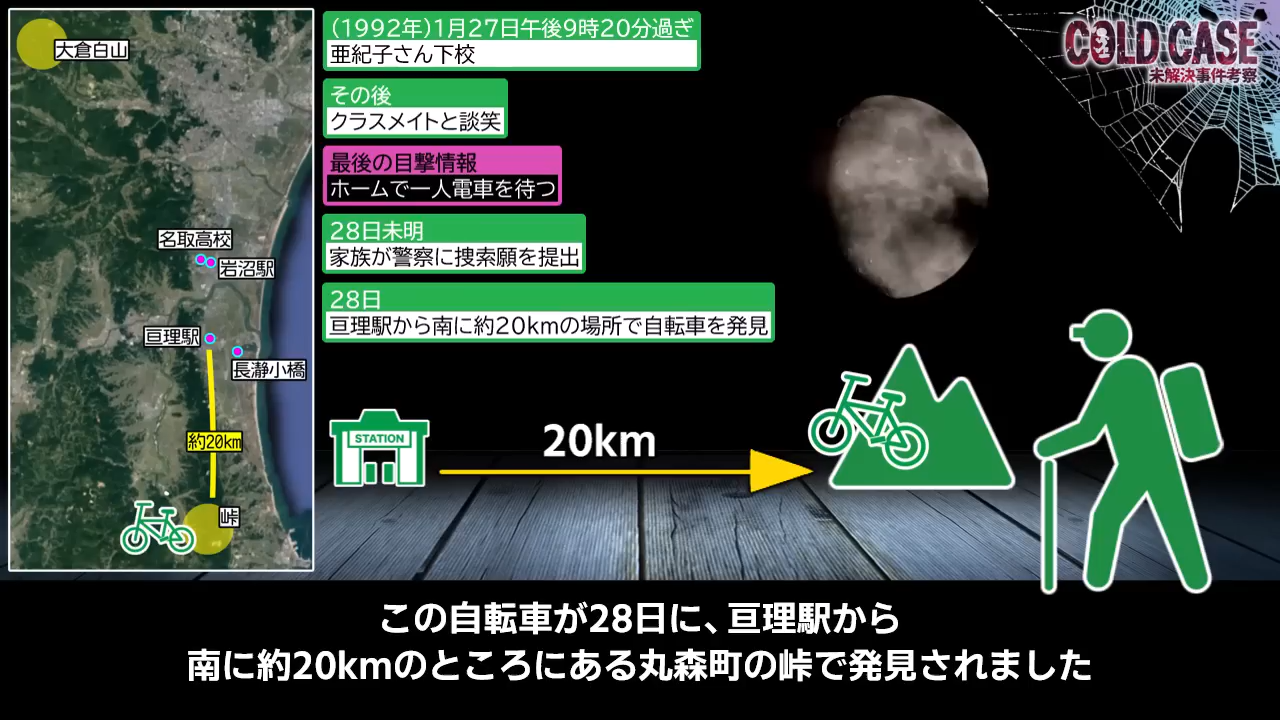 大倉白山
名取高校
岩沼駅
亘理駅
長瀞小橋
約20km
峠
(1992年)1月27日午後9時20分過ぎ
亜紀子さん下校
その後
クラスメイトと談笑
最後の目撃情報
ホームで一人電車を待つ
28日未明
家族が警察に捜索願を提出
28日
亘理駅から南に約20kmの場所で自転車を発見
COLD CASE
未解決事件考察
STATION
20km
この自転車が28日に、亘理駅から
南に約20kmのところにある丸森町の峠で発見されました